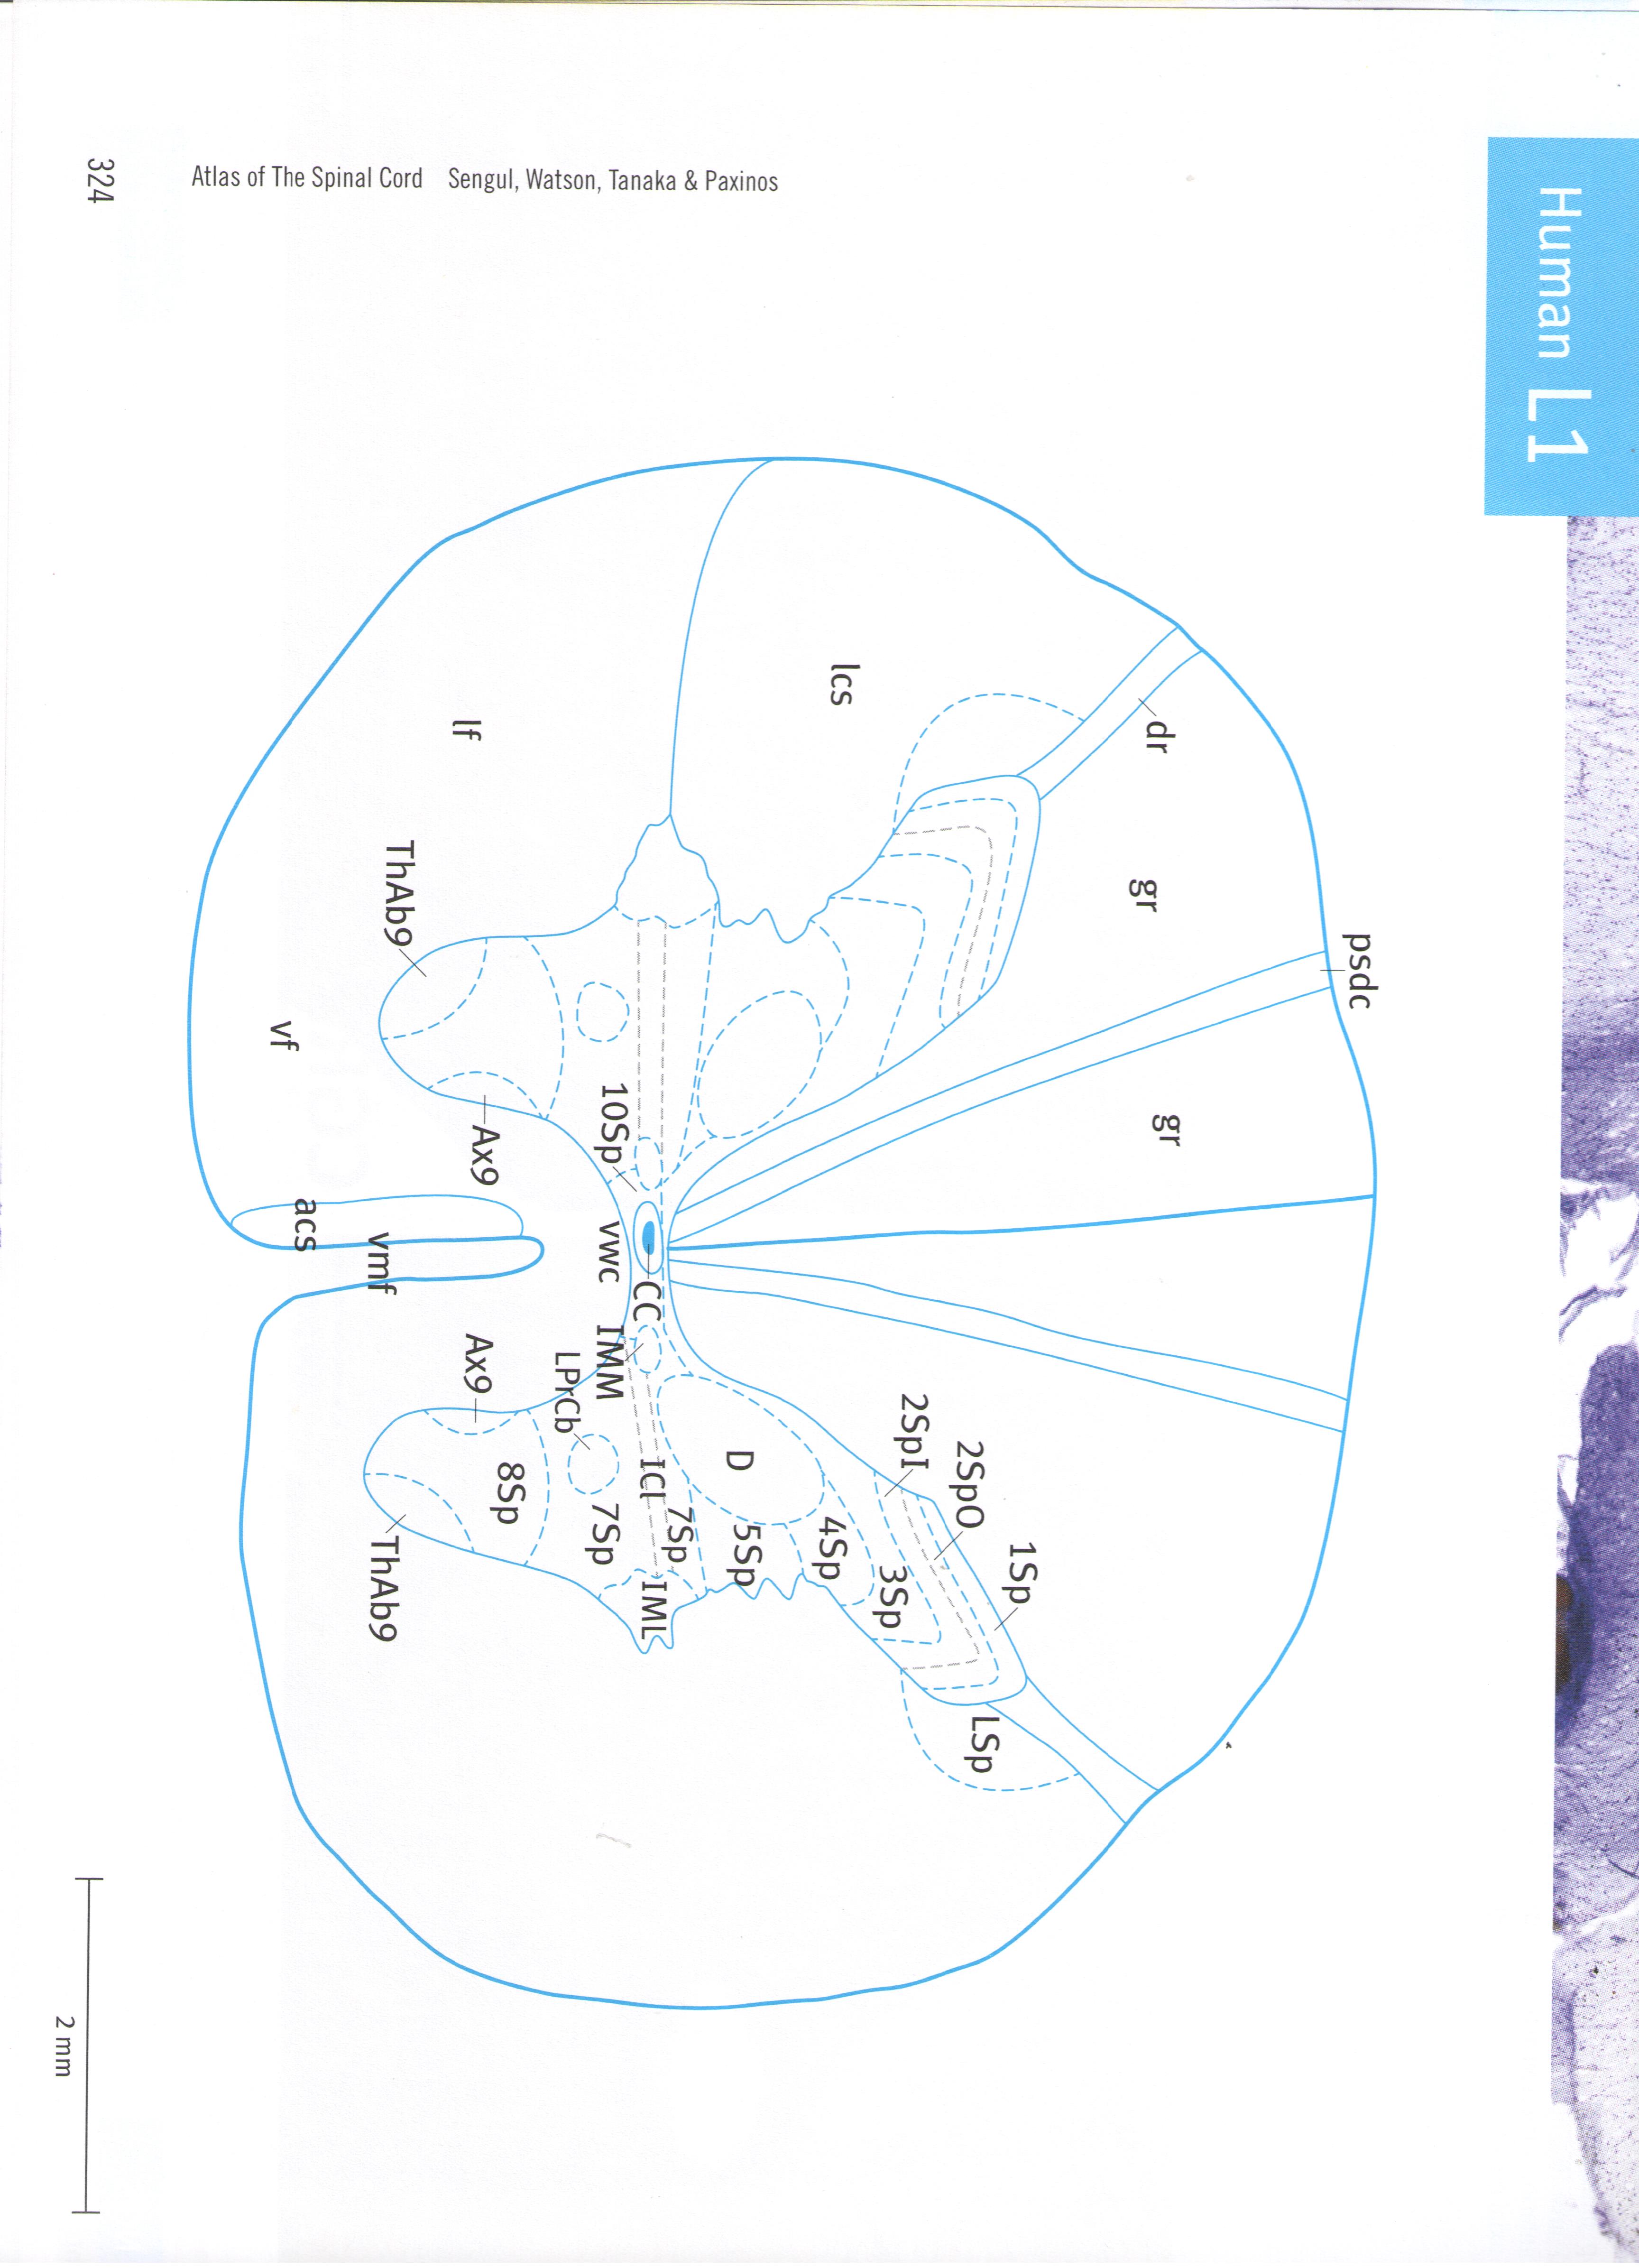 Human L1
psdc
dr
gr
gr
lcs
lf
1Sp
2SpO
2SpI
LSp
3Sp
4Sp
D
5Sp
7Sp
ICl
IML
10Sp
CC
IMM
vwc
LPrCb
7Sp
ThAb9
Ax9
Ax9
8Sp
ThAb9
vf
vmf
acs
324
Atlas of The Spinal Cord Sengul, Watson, Tanaka & Paxinos
2 mm